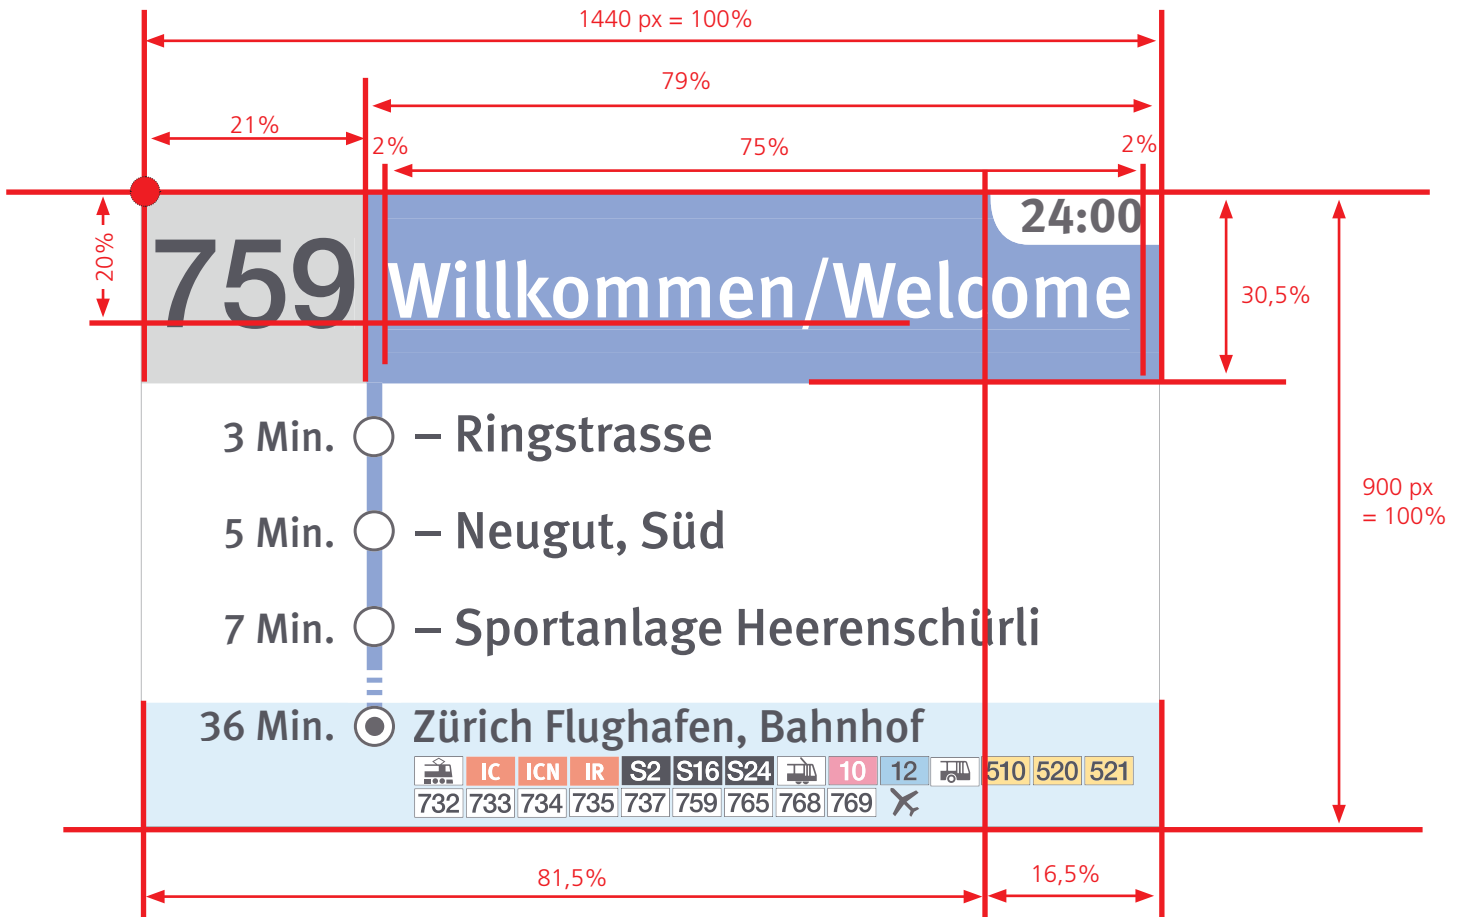 1440 px = 100%
79%
21%
2%
75%
2%
20%
759
Willkommen/Welcome
24:00
30,5%
3 Min. – Ringstrasse
5 Min. – Neugut, Süd
7 Min. – Sportanlage Heerenschürli
900 px
= 100%
36 Min. Zürich Flughafen, Bahnhof
IC ICN IR S2 S16 S24 10 12 510 520 521
732 733 734 735 737 759 765 768 769
81,5%
16,5%